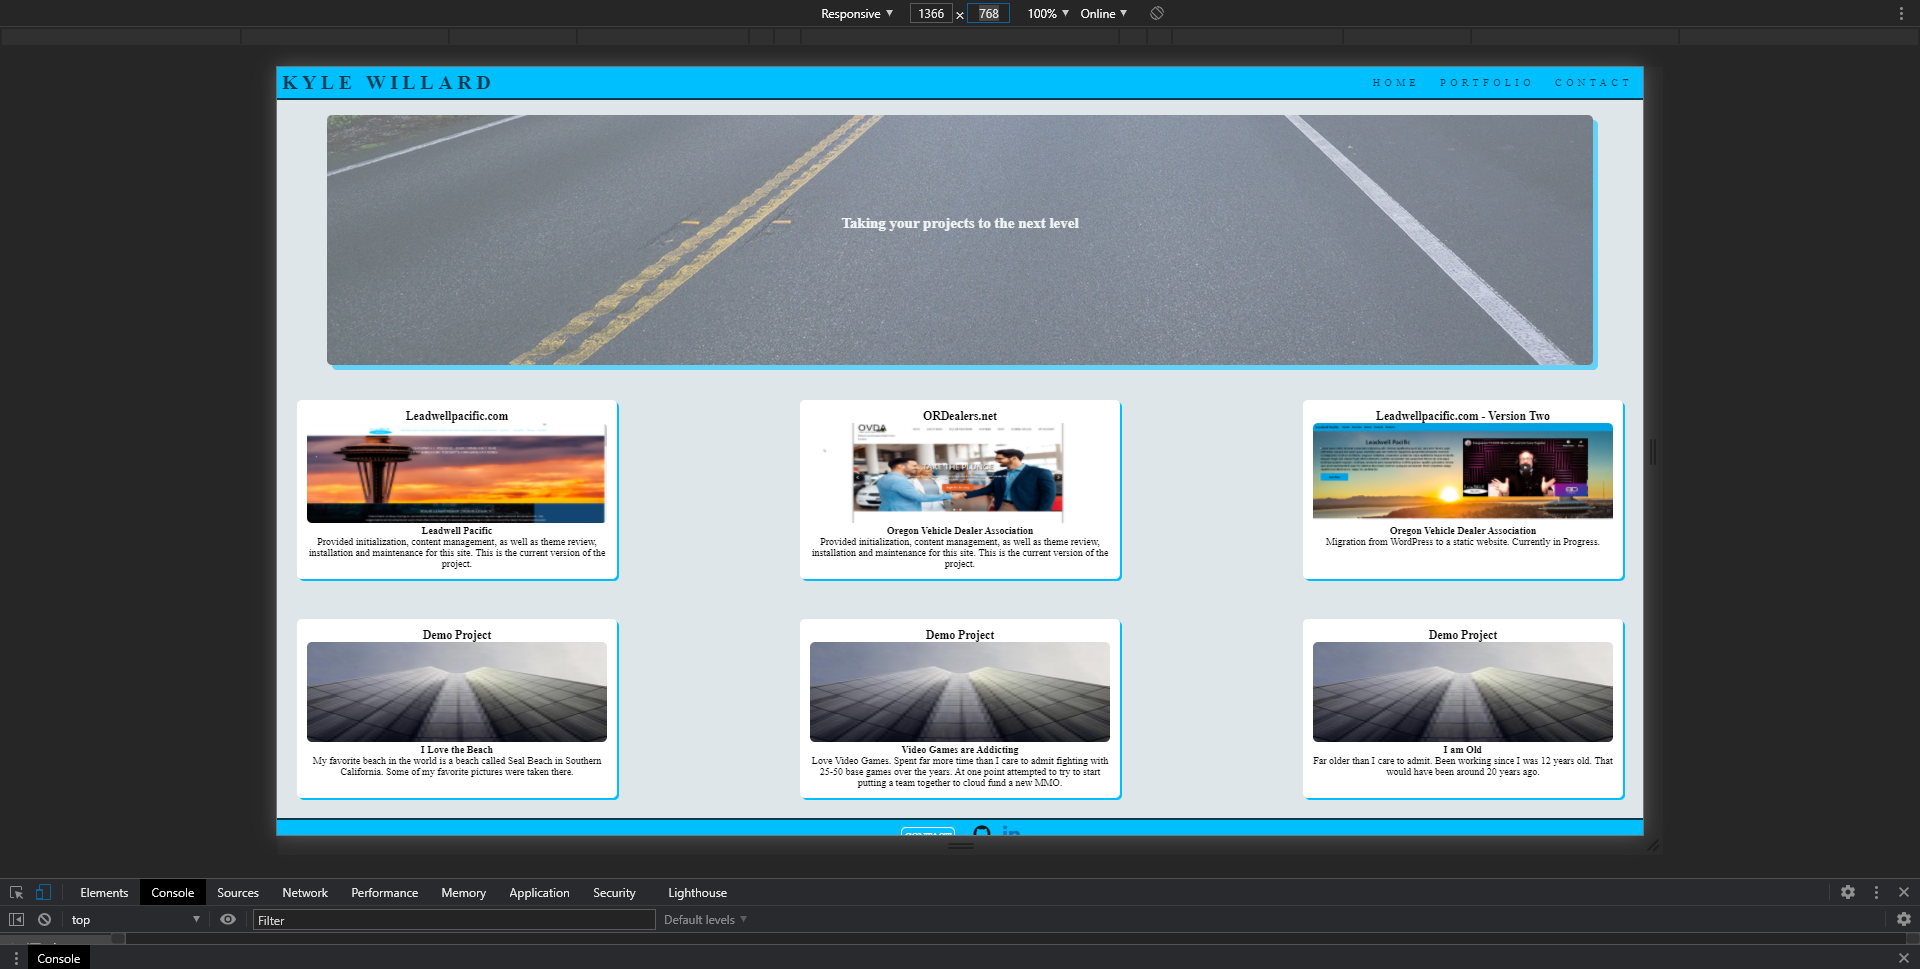 Responsive 1366 × 768 100% Online
KYLE WILLARD
HOME PORTFOLIO CONTACT
Taking your projects to the next level
Leadwellpacific.com
Leadwell Pacific
Provided initialization, content management, as well as theme review,
installation and maintenance for this site. This is the current version of the
project.
ORDealers.net
OVDA
TAKE THE PLUNGE
Oregon Vehicle Dealer Association
Provided initialization, content management, as well as theme review,
installation and maintenance for this site. This is the current version of the
project.
Leadwellpacific.com - Version Two
Leadwell Pacific
Oregon Vehicle Dealer Association
Migration from WordPress to a static website. Currently in Progress.
Demo Project
I Love the Beach
My favorite beach in the world is a beach called Seal Beach in Southern
California. Some of my favorite pictures were taken there.
Demo Project
Video Games are Addicting
Love Video Games. Spent far more time than I care to admit fighting with
25-50 base games over the years. At one point attempted to try to start
putting a team together to cloud fund a new MMO.
Demo Project
I am Old
Far older than I care to admit. Been working since I was 12 years old. That
would have been around 20 years ago.
CONTACT
in
Elements Console Sources Network Performance Memory Application Security Lighthouse
top Filter Default levels
Console